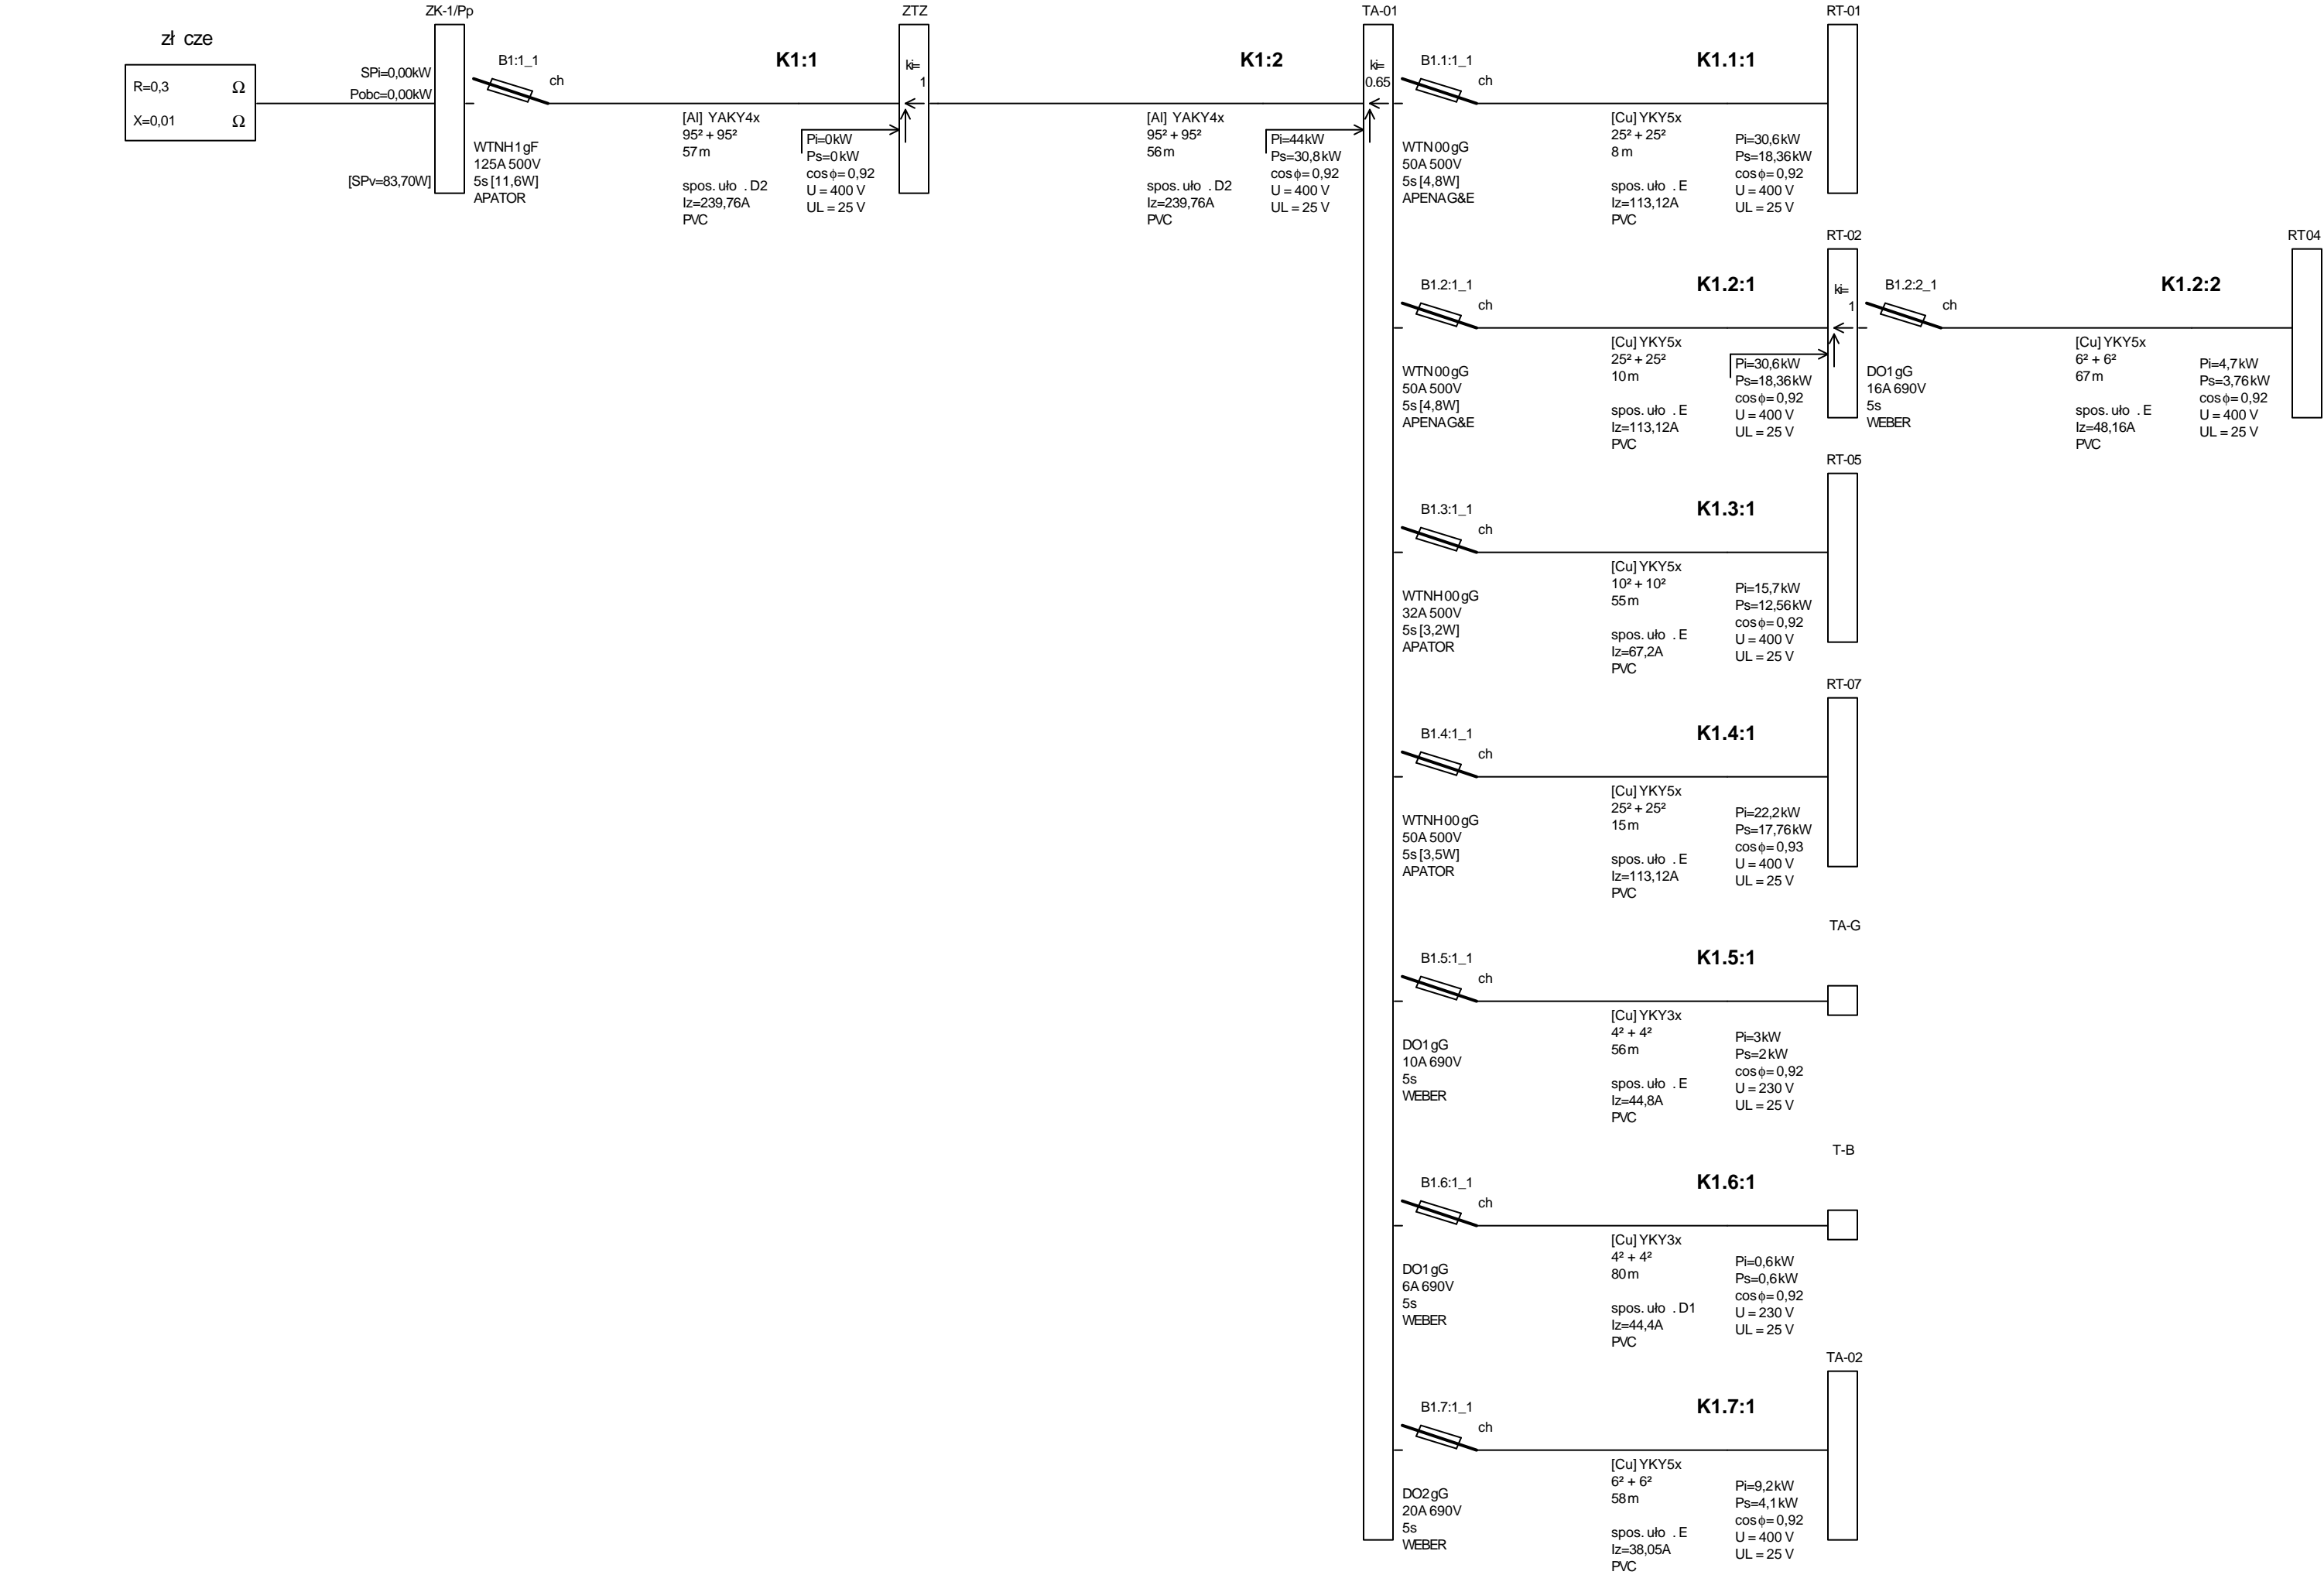 zł cze
R=0,3 Ω
X=0,01 Ω
ZK-1/Pp
SPi=0,00kW
Pobc=0,00kW
[SPv=83,70W]
B1:1_1
ch
WTNH1gF
125A 500V
5s [11,6W]
APATOR
K1:1
[Al] YAKY4x
95² + 95²
57m
spos. uło . D2
Iz=239,76A
PVC
ZTZ
ki=
1
Pi=0kW
Ps=0kW
cosϕ= 0,92
U = 400 V
UL = 25 V
K1:2
[Al] YAKY4x
95² + 95²
56m
spos. uło . D2
Iz=239,76A
PVC
TA-01
ki=
0.65
Pi=44kW
Ps=30,8kW
cosϕ= 0,92
U = 400 V
UL = 25 V
B1.1:1_1
ch
WTN00gG
50A 500V
5s [4,8W]
APENAG&E
K1.1:1
[Cu] YKY5x
25² + 25²
8m
spos. uło . E
Iz=113,12A
PVC
RT-01
Pi=30,6kW
Ps=18,36kW
cosϕ= 0,92
U = 400 V
UL = 25 V
B1.2:1_1
ch
WTN00gG
50A 500V
5s [4,8W]
APENAG&E
K1.2:1
[Cu] YKY5x
25² + 25²
10m
spos. uło . E
Iz=113,12A
PVC
RT-02
ki=
1
Pi=30,6kW
Ps=18,36kW
cosϕ= 0,92
U = 400 V
UL = 25 V
B1.2:2_1
ch
DO1gG
16A 690V
5s
WEBER
K1.2:2
[Cu] YKY5x
6² + 6²
67m
spos. uło . E
Iz=48,16A
PVC
RT04
Pi=4,7kW
Ps=3,76kW
cosϕ= 0,92
U = 400 V
UL = 25 V
B1.3:1_1
ch
WTNH00gG
32A 500V
5s [3,2W]
APATOR
K1.3:1
[Cu] YKY5x
10² + 10²
55m
spos. uło . E
Iz=67,2A
PVC
RT-05
Pi=15,7kW
Ps=12,56kW
cosϕ= 0,92
U = 400 V
UL = 25 V
B1.4:1_1
ch
WTNH00gG
50A 500V
5s [3,5W]
APATOR
K1.4:1
[Cu] YKY5x
25² + 25²
15m
spos. uło . E
Iz=113,12A
PVC
RT-07
Pi=22,2kW
Ps=17,76kW
cosϕ= 0,93
U = 400 V
UL = 25 V
B1.5:1_1
ch
DO1gG
10A 690V
5s
WEBER
K1.5:1
[Cu] YKY3x
4² + 4²
56m
spos. uło . E
Iz=44,8A
PVC
TA-G
Pi=3kW
Ps=2kW
cosϕ= 0,92
U = 230 V
UL = 25 V
B1.6:1_1
ch
DO1gG
6A 690V
5s
WEBER
K1.6:1
[Cu] YKY3x
4² + 4²
80m
spos. uło . D1
Iz=44,4A
PVC
T-B
Pi=0,6kW
Ps=0,6kW
cosϕ= 0,92
U = 230 V
UL = 25 V
B1.7:1_1
ch
DO2gG
20A 690V
5s
WEBER
K1.7:1
[Cu] YKY5x
6² + 6²
58m
spos. uło . E
Iz=38,05A
PVC
TA-02
Pi=9,2kW
Ps=4,1kW
cosϕ= 0,92
U = 400 V
UL = 25 V